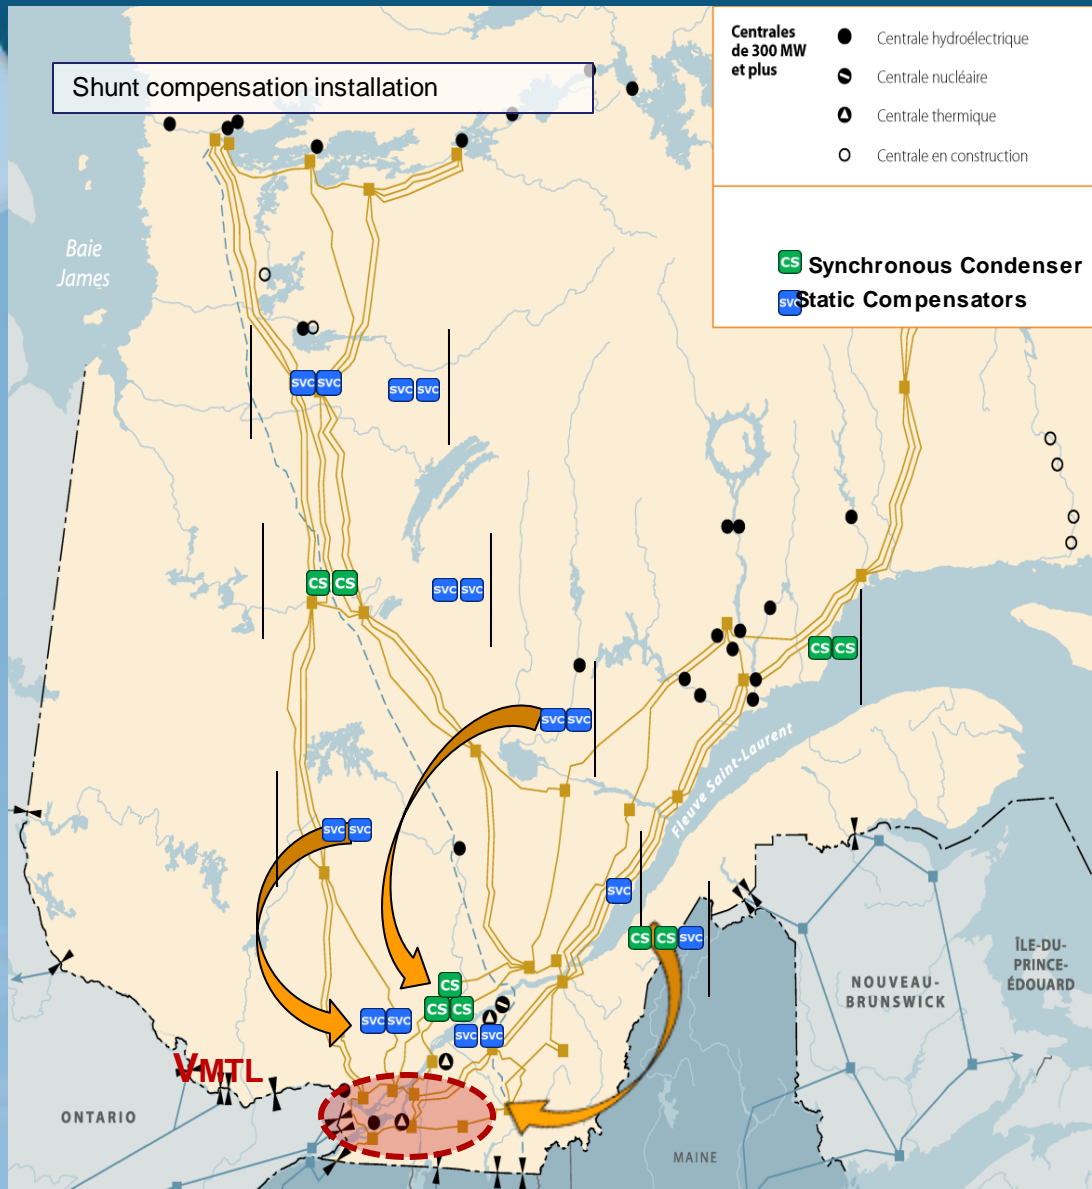 Shunt compensation installation
Centrales
de 300 MW
et plus
Centrale hydroélectrique
Centrale nucléaire
Centrale thermique
Centrale en construction
CS Synchronous Condenser
SVC Static Compensators
Baie
James
SVC SVC
SVC SVC
CS CS
SVC SVC
CS CS
SVC SVC
Fleuve Saint-Laurent
SVC SVC
SVC
CS CS SVC
CS
CS CS
SVC SVC
SVC SVC
VMTL
ONTARIO
MAINE
NOUVEAU-
BRUNSWICK
ÎLE-DU-
PRINCE-
ÉDOUARD